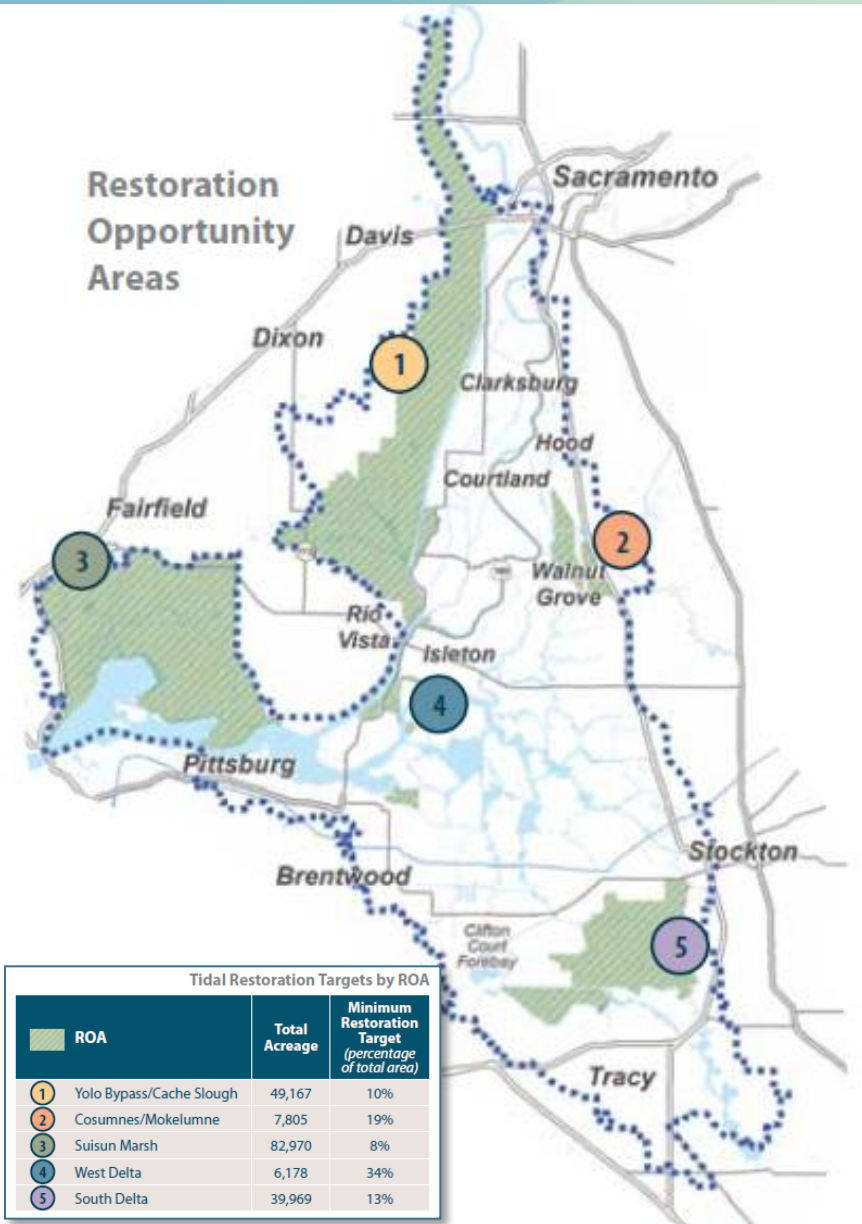 Restoration
Opportunity
Areas
Sacramento
Davis
Dixon
1
Clarksburg
Hood
Courtland
Fairfield
2
3
Walnut
Grove
Rio
Vista
Isleton
4
Pittsburg
Stockton
Brentwood
Clifton
Court
Forebay
5
Tracy
Tidal Restoration Targets by ROA
ROA
Total
Acreage
Minimum
Restoration
Target
(percentage
of total area)
1 Yolo Bypass/Cache Slough 49,167 10%
2 Cosumnes/Mokelumne 7,805 19%
3 Suisun Marsh 82,970 8%
4 West Delta 6,178 34%
5 South Delta 39,969 13%